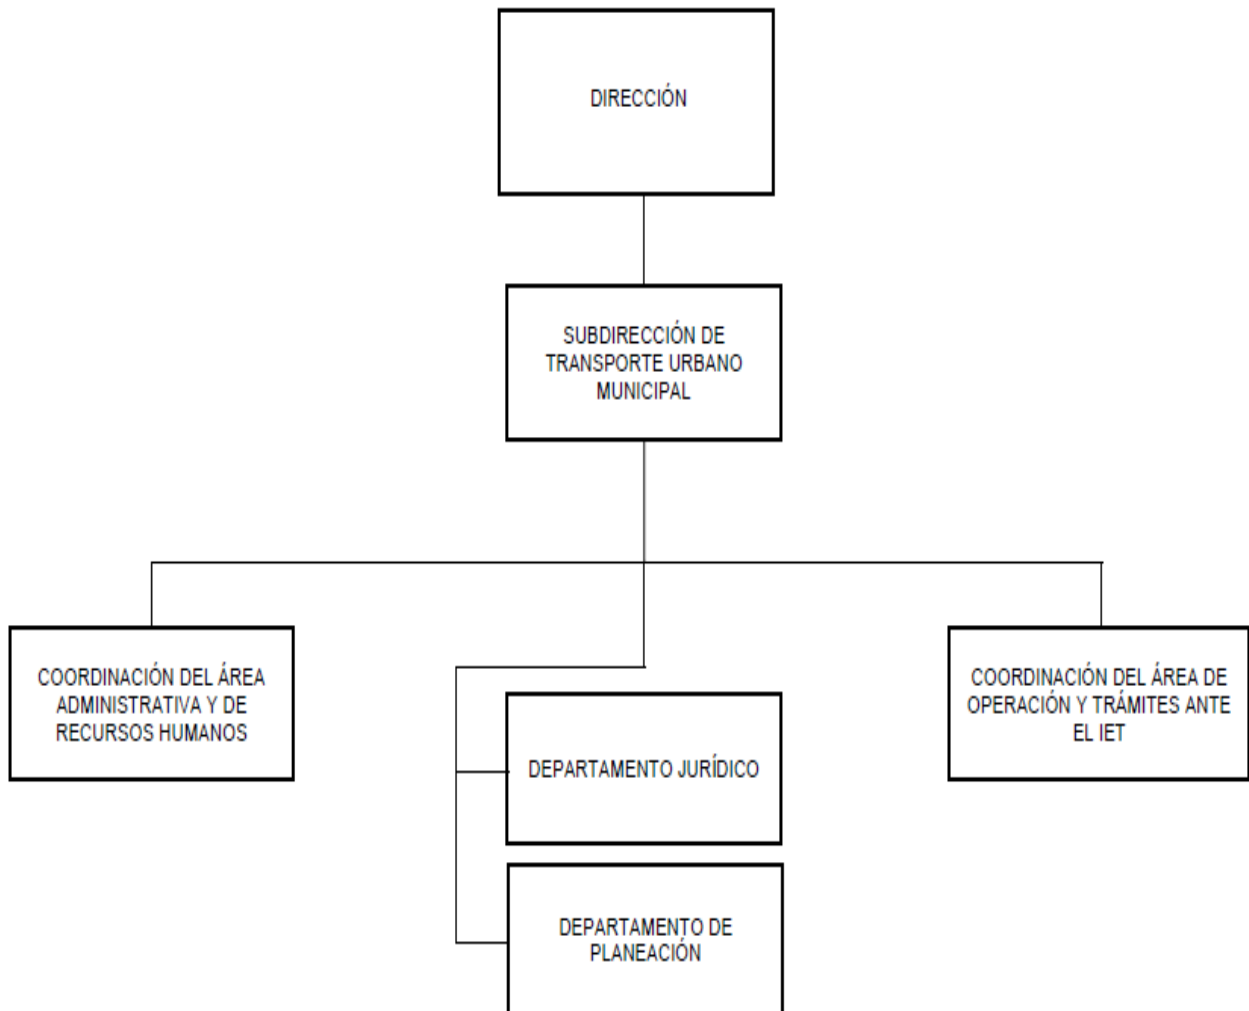 DIRECCIÓN
SUBDIRECCIÓN DE
TRANSPORTE URBANO
MUNICIPAL
COORDINACIÓN DEL ÁREA
ADMINISTRATIVA Y DE
RECURSOS HUMANOS
COORDINACIÓN DEL ÁREA DE
OPERACIÓN Y TRÁMITES ANTE
EL IET
DEPARTAMENTO JURÍDICO
DEPARTAMENTO DE
PLANEACIÓN